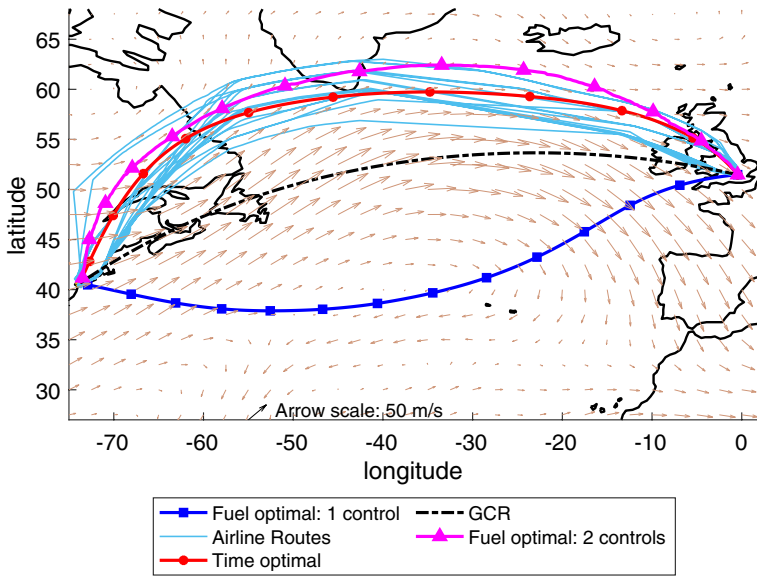 65
60
55
50
45
40
35
30
latitude
Arrow scale: 50 m/s
-70 -60 -50 -40 -30 -20 -10 0
longitude
Fuel optimal: 1 control GCR
Airline Routes Fuel optimal: 2 controls
Time optimal